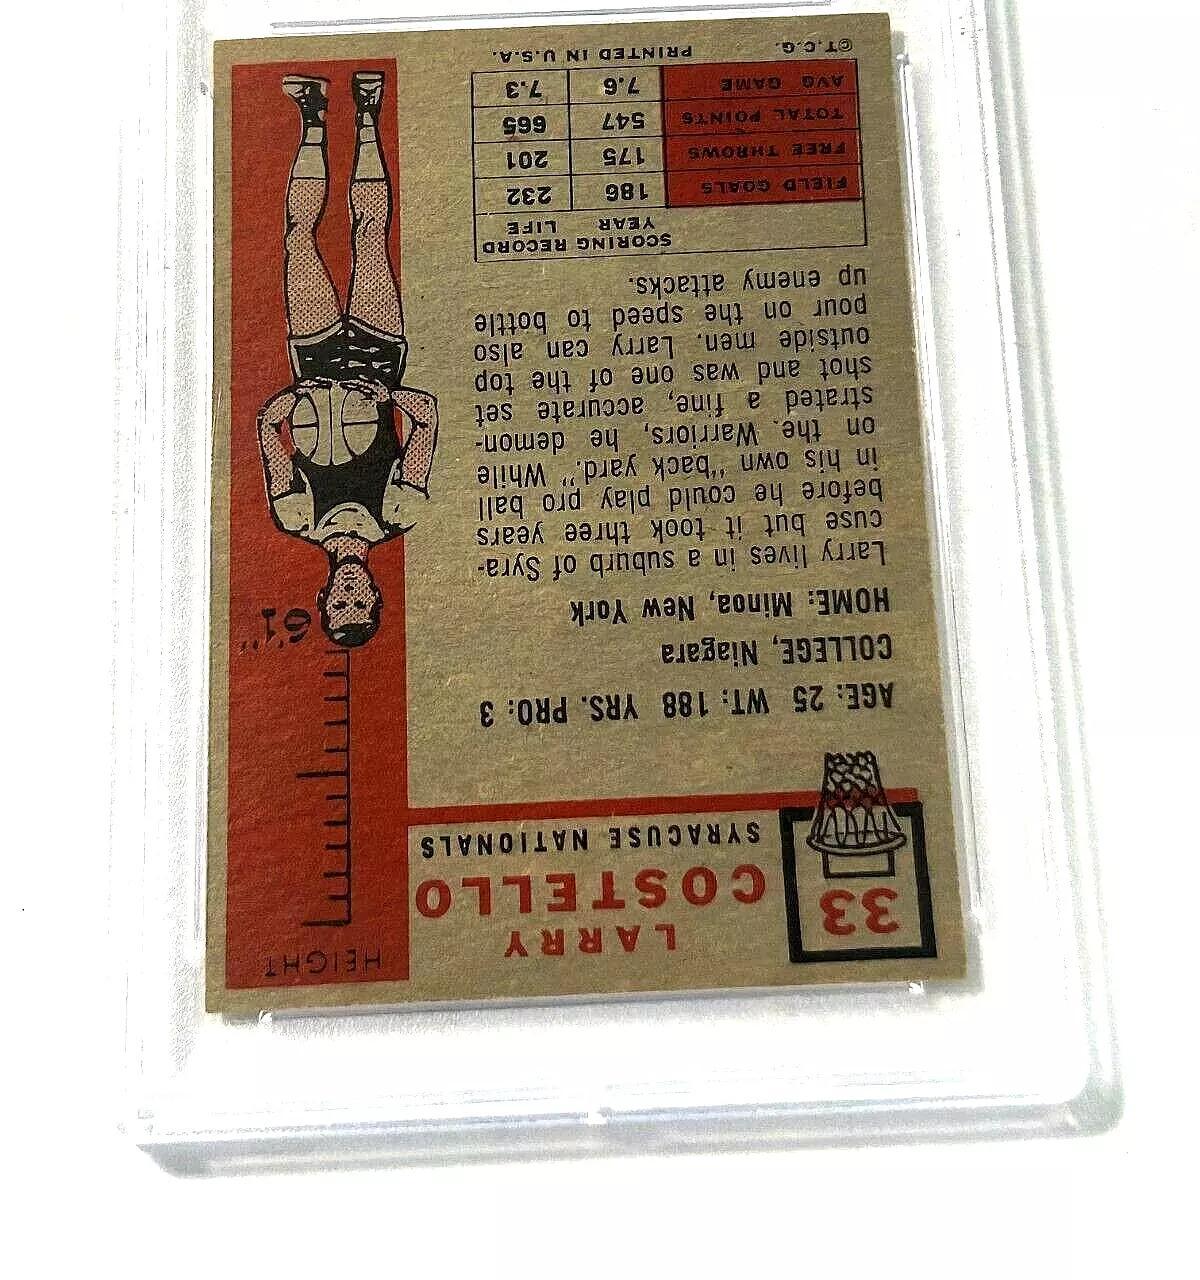 33
LARRY
COSTELLO
SYRACUSE NATIONALS
HEIGHT
6'1"
AGE: 25 WT: 188 YRS. PRO: 3
COLLEGE, Niagara
HOME: Minoa, New York
Larry lives in a suburb of Syra-
cuse but it took three years
before he could play pro ball
in his own "back yard." While
on the. Warriors, he demon-
strated a fine, accurate set
shot and was one of the top
outside men. Larry can also
pour on the speed to bottle
up enemy attacks.
SCORING RECORD
YEAR LIFE
FIELD GOALS 186 232
FREE THROWS 175 201
TOTAL POINTS 547 665
AVG GAME 7.6 7.3
©T.C.G. PRINTED IN U.S.A.